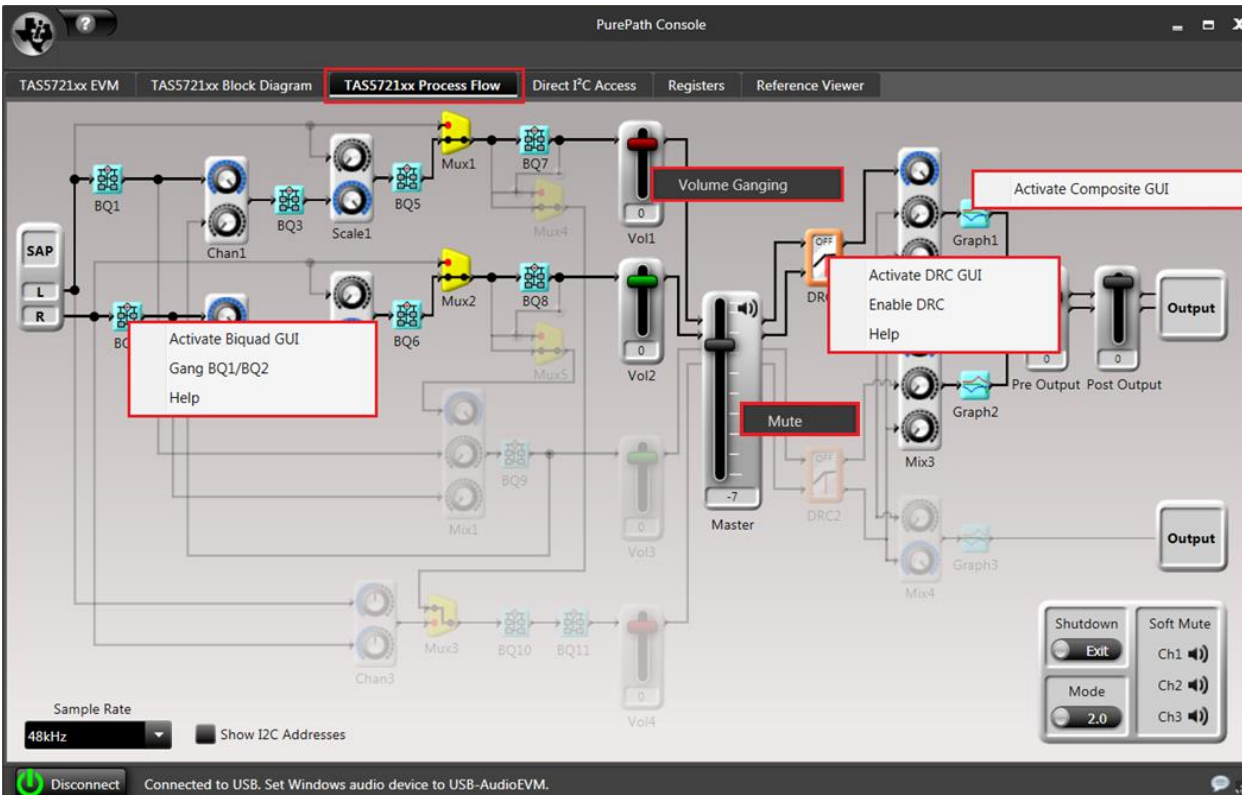 ?
PurePath Console
TAS5721xx EVM
TAS5721xx Block Diagram
TAS5721xx Process Flow
Direct I²C Access
Registers
Reference Viewer
SAP
L
R
BQ1
Chan1
BQ3
Scale1
BQ5
Mux1
BQ7
Mux4
0
Vol1
Volume Ganging
Activate Composite GUI
Graph1
OFF
Activate DRC GUI
Enable DRC
Help
Activate Biquad GUI
Gang BQ1/BQ2
Help
BQ6
Mux2
BQ8
Mux5
0
Vol2
Mute
-7
Master
0
Pre Output
0
Post Output
Output
Graph2
Mix3
Mix1
BQ9
0
Vol3
OFF
DRC2
Mix4
Graph3
Output
Chan3
Mux3
BQ10
BQ11
0
Vol4
Shutdown
Exit
Mode
2.0
Soft Mute
Ch1
Ch2
Ch3
Sample Rate
48kHz
Show I2C Addresses
Disconnect
Connected to USB. Set Windows audio device to USB-AudioEVM.